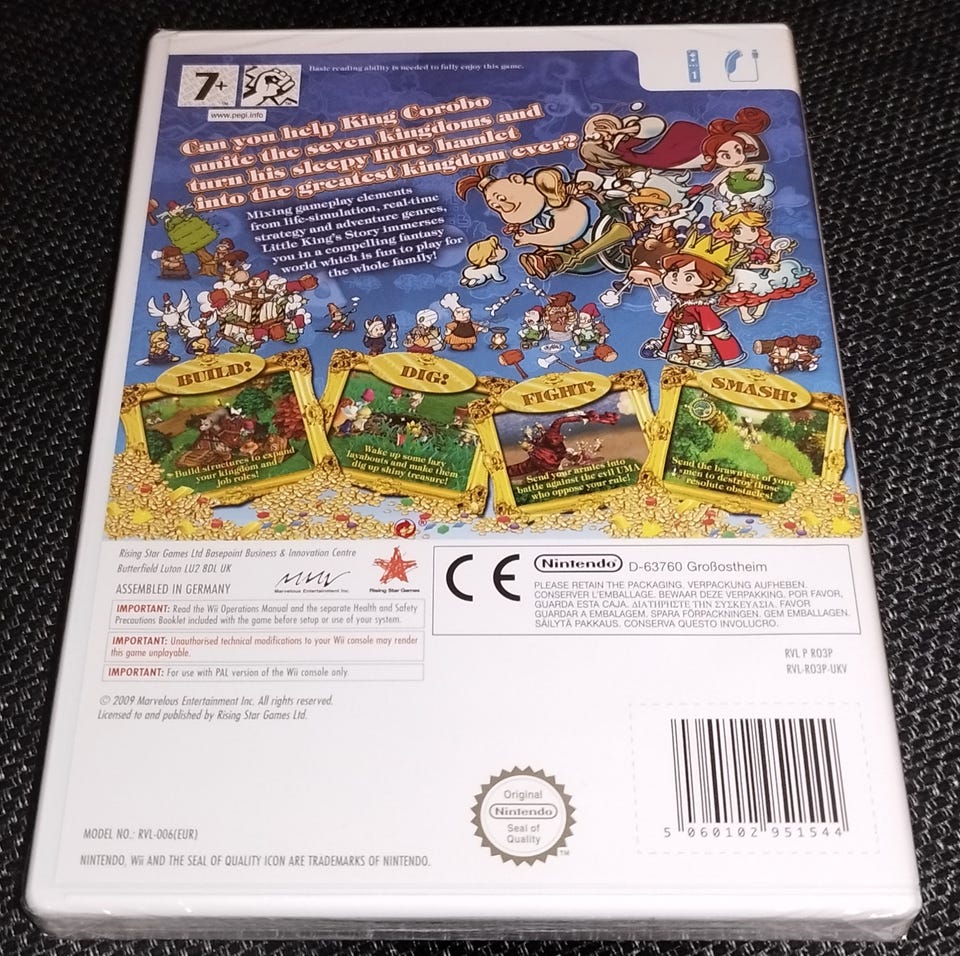 7+
www.pegi.info
Basic reading ability is needed to fully enjoy this game.
1
Can you help King Corobo
unite the seven kingdoms and
turn his sleepy little hamlet
into the greatest kingdom ever?
Mixing gameplay elements
from life-simulation, real-time
strategy and adventure genres,
Little King's Story immerses
you in a compelling fantasy
world which is fun to play for
the whole family!
BUILD!
Build structures to expand
your kingdom and
job roles!
DIG!
Wake up some lazy
layabouts and make them
dig up shiny treasure!
FIGHT!
Send your armies into
battle against the evil UMA
who oppose your rule!
SMASH!
Send the brawniest of your
men to destroy those
resolute obstacles!
®
Rising Star Games Ltd Basepoint Business & Innovation Centre
Butterfield Luton LU2 8DL UK
ASSEMBLED IN GERMANY
Marvelous Entertainment Inc.
Rising Star Games
IMPORTANT: Read the Wii Operations Manual and the separate Health and Safety
Precautions Booklet included with the game before setup or use of your system.
IMPORTANT: Unauthorised technical modifications to your Wii console may render
this game unplayable.
IMPORTANT: For use with PAL version of the Wii console only.
CE
Nintendo D-63760 Großostheim
PLEASE RETAIN THE PACKAGING. VERPACKUNG AUFHEBEN.
CONSERVER L'EMBALLAGE. BEWAAR DEZE VERPAKKING. POR FAVOR,
GUARDA ESTA CAJA. ΔΙΑΤΗΡΗΣΤΕ ΤΗΝ ΣΥΣΚΕΥΑΣΙΑ. FAVOR
GUARDAR A EMBALAGEM. SPARA FÖRPACKNINGEN. GEM EMBALLAGEN.
SÄILYTÄ PAKKAUS. CONSERVA QUESTO INVOLUCRO.
RVL P R03P
RVL-R03P-UKV
© 2009 Marvelous Entertainment Inc. All rights reserved.
Licensed to and published by Rising Star Games Ltd.
Original
Nintendo
Seal of
Quality
TM
5 060102 951544
MODEL NO.: RVL-006(EUR)
NINTENDO, Wii AND THE SEAL OF QUALITY ICON ARE TRADEMARKS OF NINTENDO.